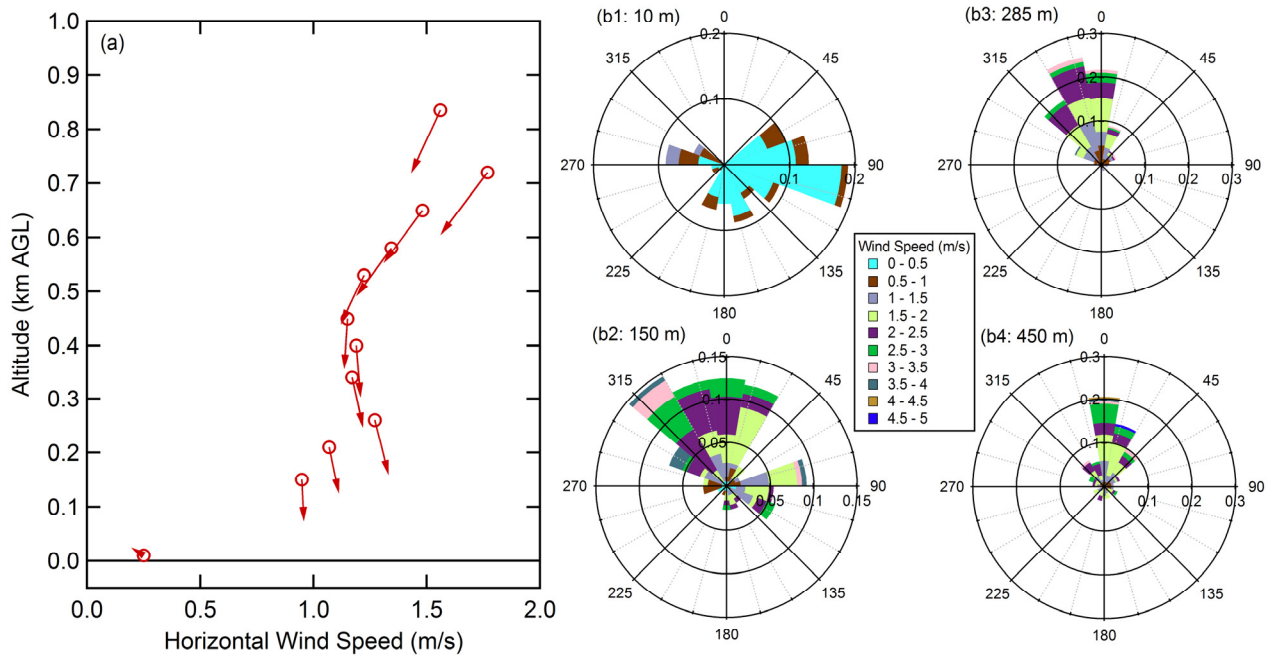 (a)
1.0
0.9
0.8
0.7
0.6
0.5
0.4
0.3
0.2
0.1
0.0
Altitude (km AGL)
0.0 0.5 1.0 1.5 2.0
Horizontal Wind Speed (m/s)
(b1: 10 m)
0
45
90
135
180
225
270
315
0.2
0.1
0.1 0.2
(b3: 285 m)
0
45
90
135
180
225
270
315
0.3
0.2
0.1
0.1 0.2 0.3
Wind Speed (m/s)
0 - 0.5
0.5 - 1
1 - 1.5
1.5 - 2
2 - 2.5
2.5 - 3
3 - 3.5
3.5 - 4
4 - 4.5
4.5 - 5
(b2: 150 m)
0
45
90
135
180
225
270
315
0.15
0.1
0.05
0.05 0.1 0.15
(b4: 450 m)
0
45
90
135
180
225
270
315
0.3
0.2
0.1
0.1 0.2 0.3